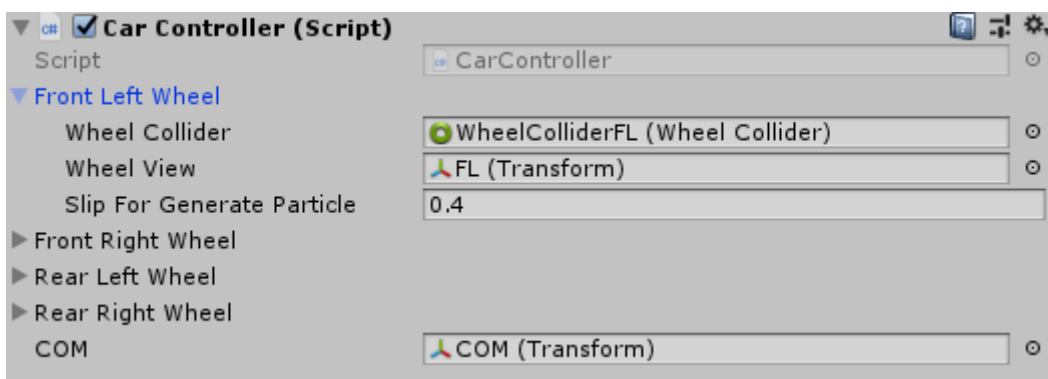 Car Controller (Script)
Script CarController
Front Left Wheel
Wheel Collider WheelColliderFL (Wheel Collider)
Wheel View FL (Transform)
Slip For Generate Particle 0.4
Front Right Wheel
Rear Left Wheel
Rear Right Wheel
COM COM (Transform)